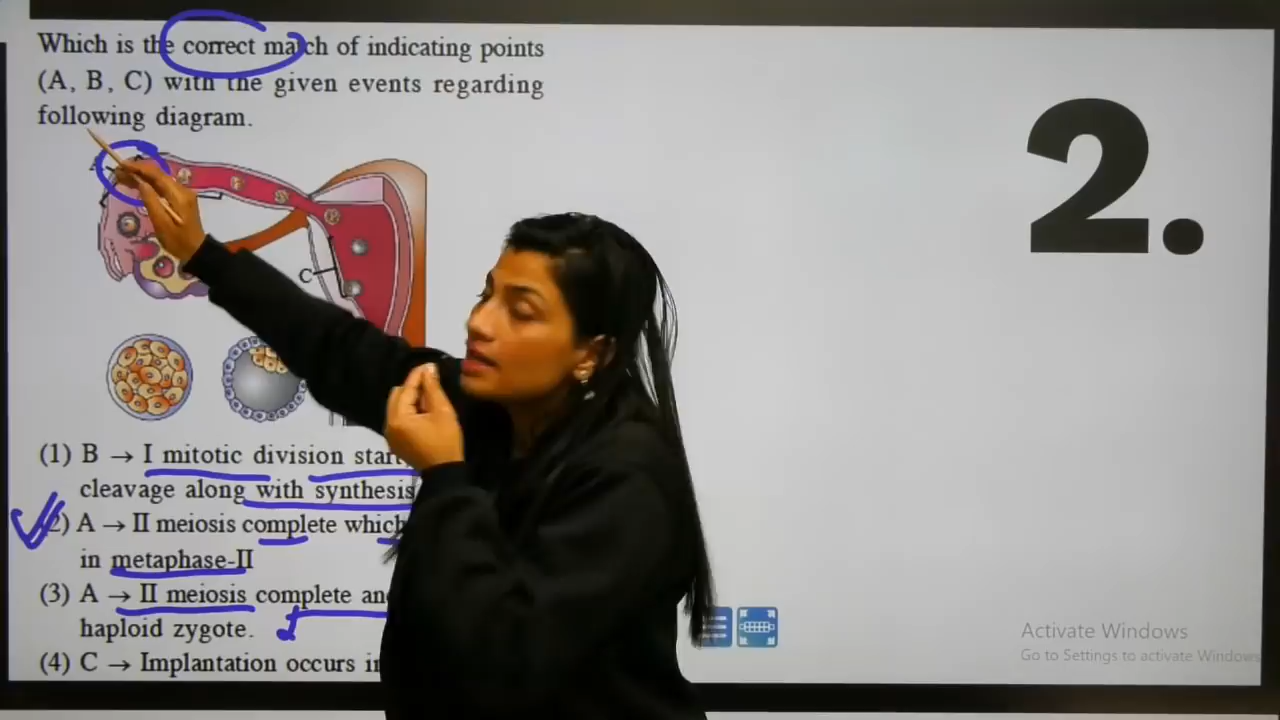 Which is the correct match of indicating points
(A, B, C) with the given events regarding
following diagram.
2.
C
(1) B → I mitotic division start
cleavage along with synthesis
(2) A → II meiosis complete which
in metaphase-II
(3) A → II meiosis complete
haploid zygote.
(4) C → Implantation occurs
Activate Windows
Go to Settings to activate Windows